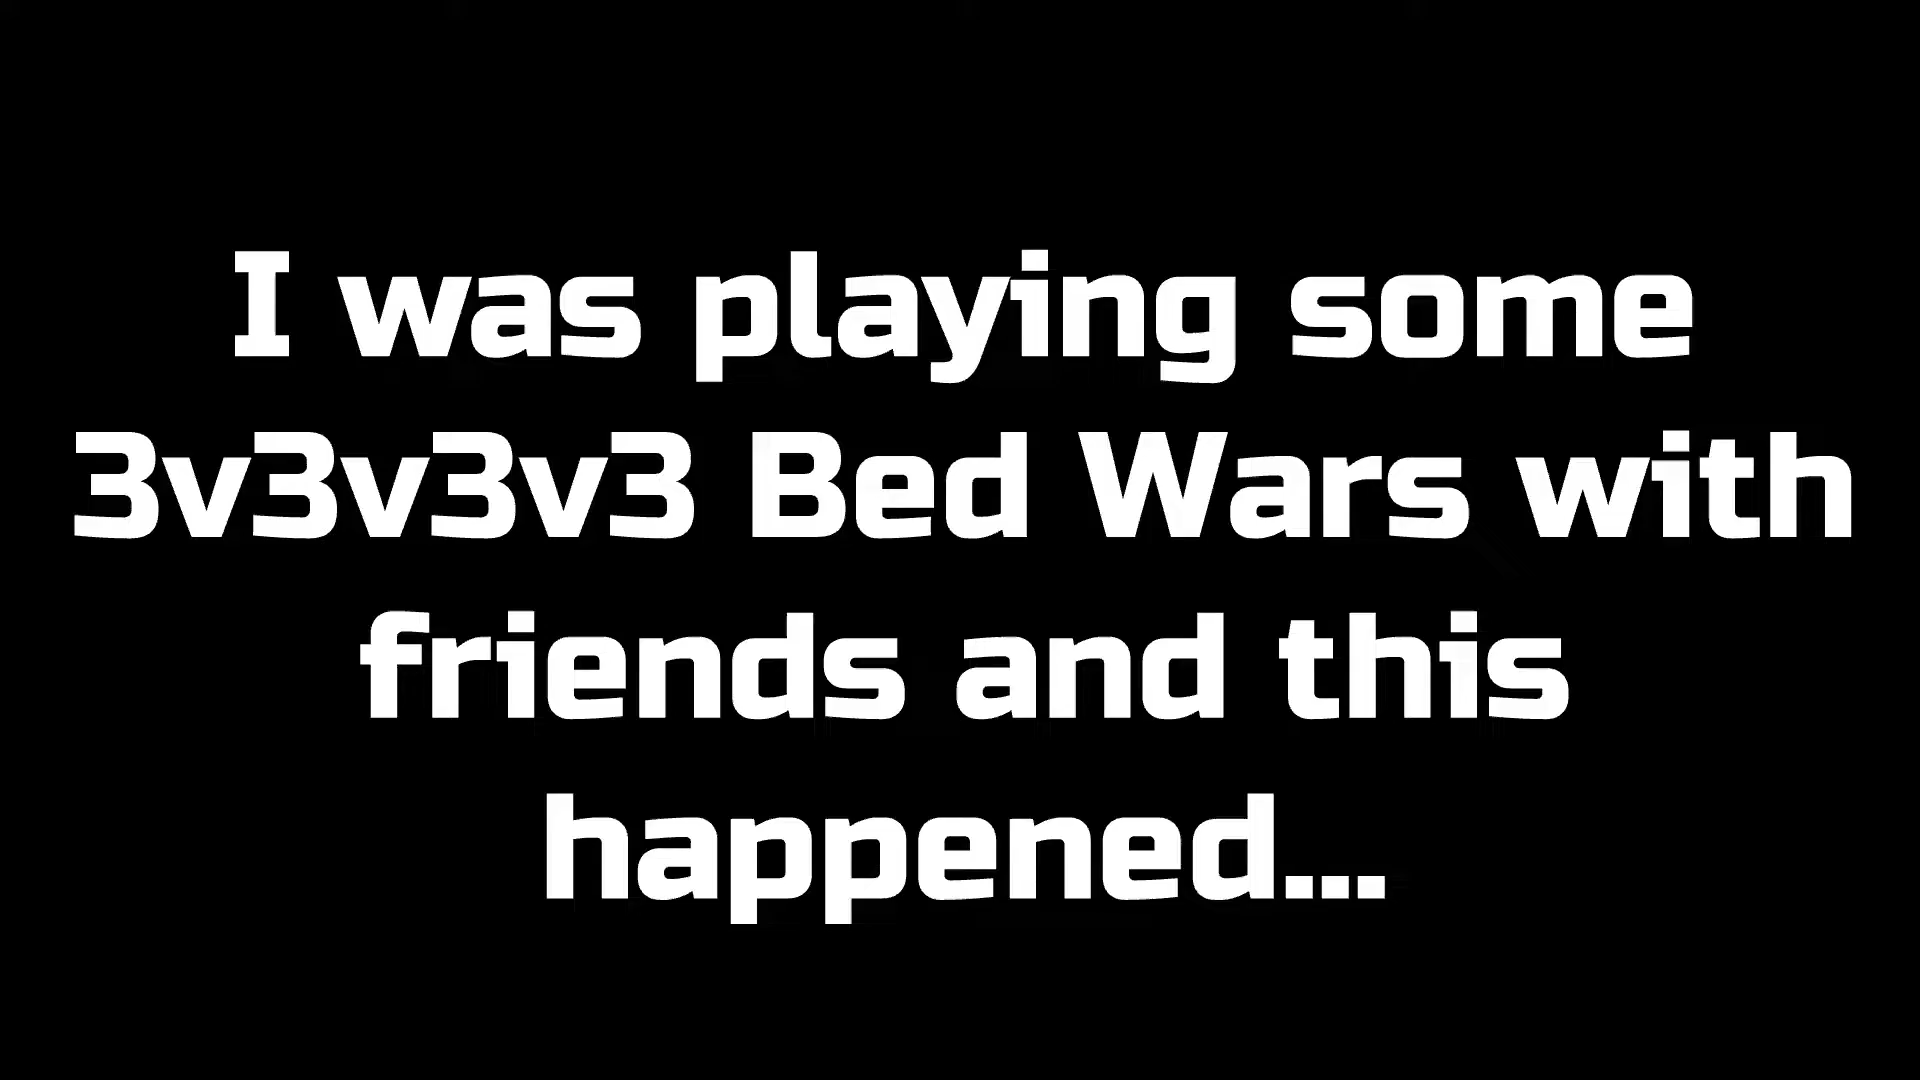 I was playing some
3v3v3v3 Bed Wars with
friends and this
happened...